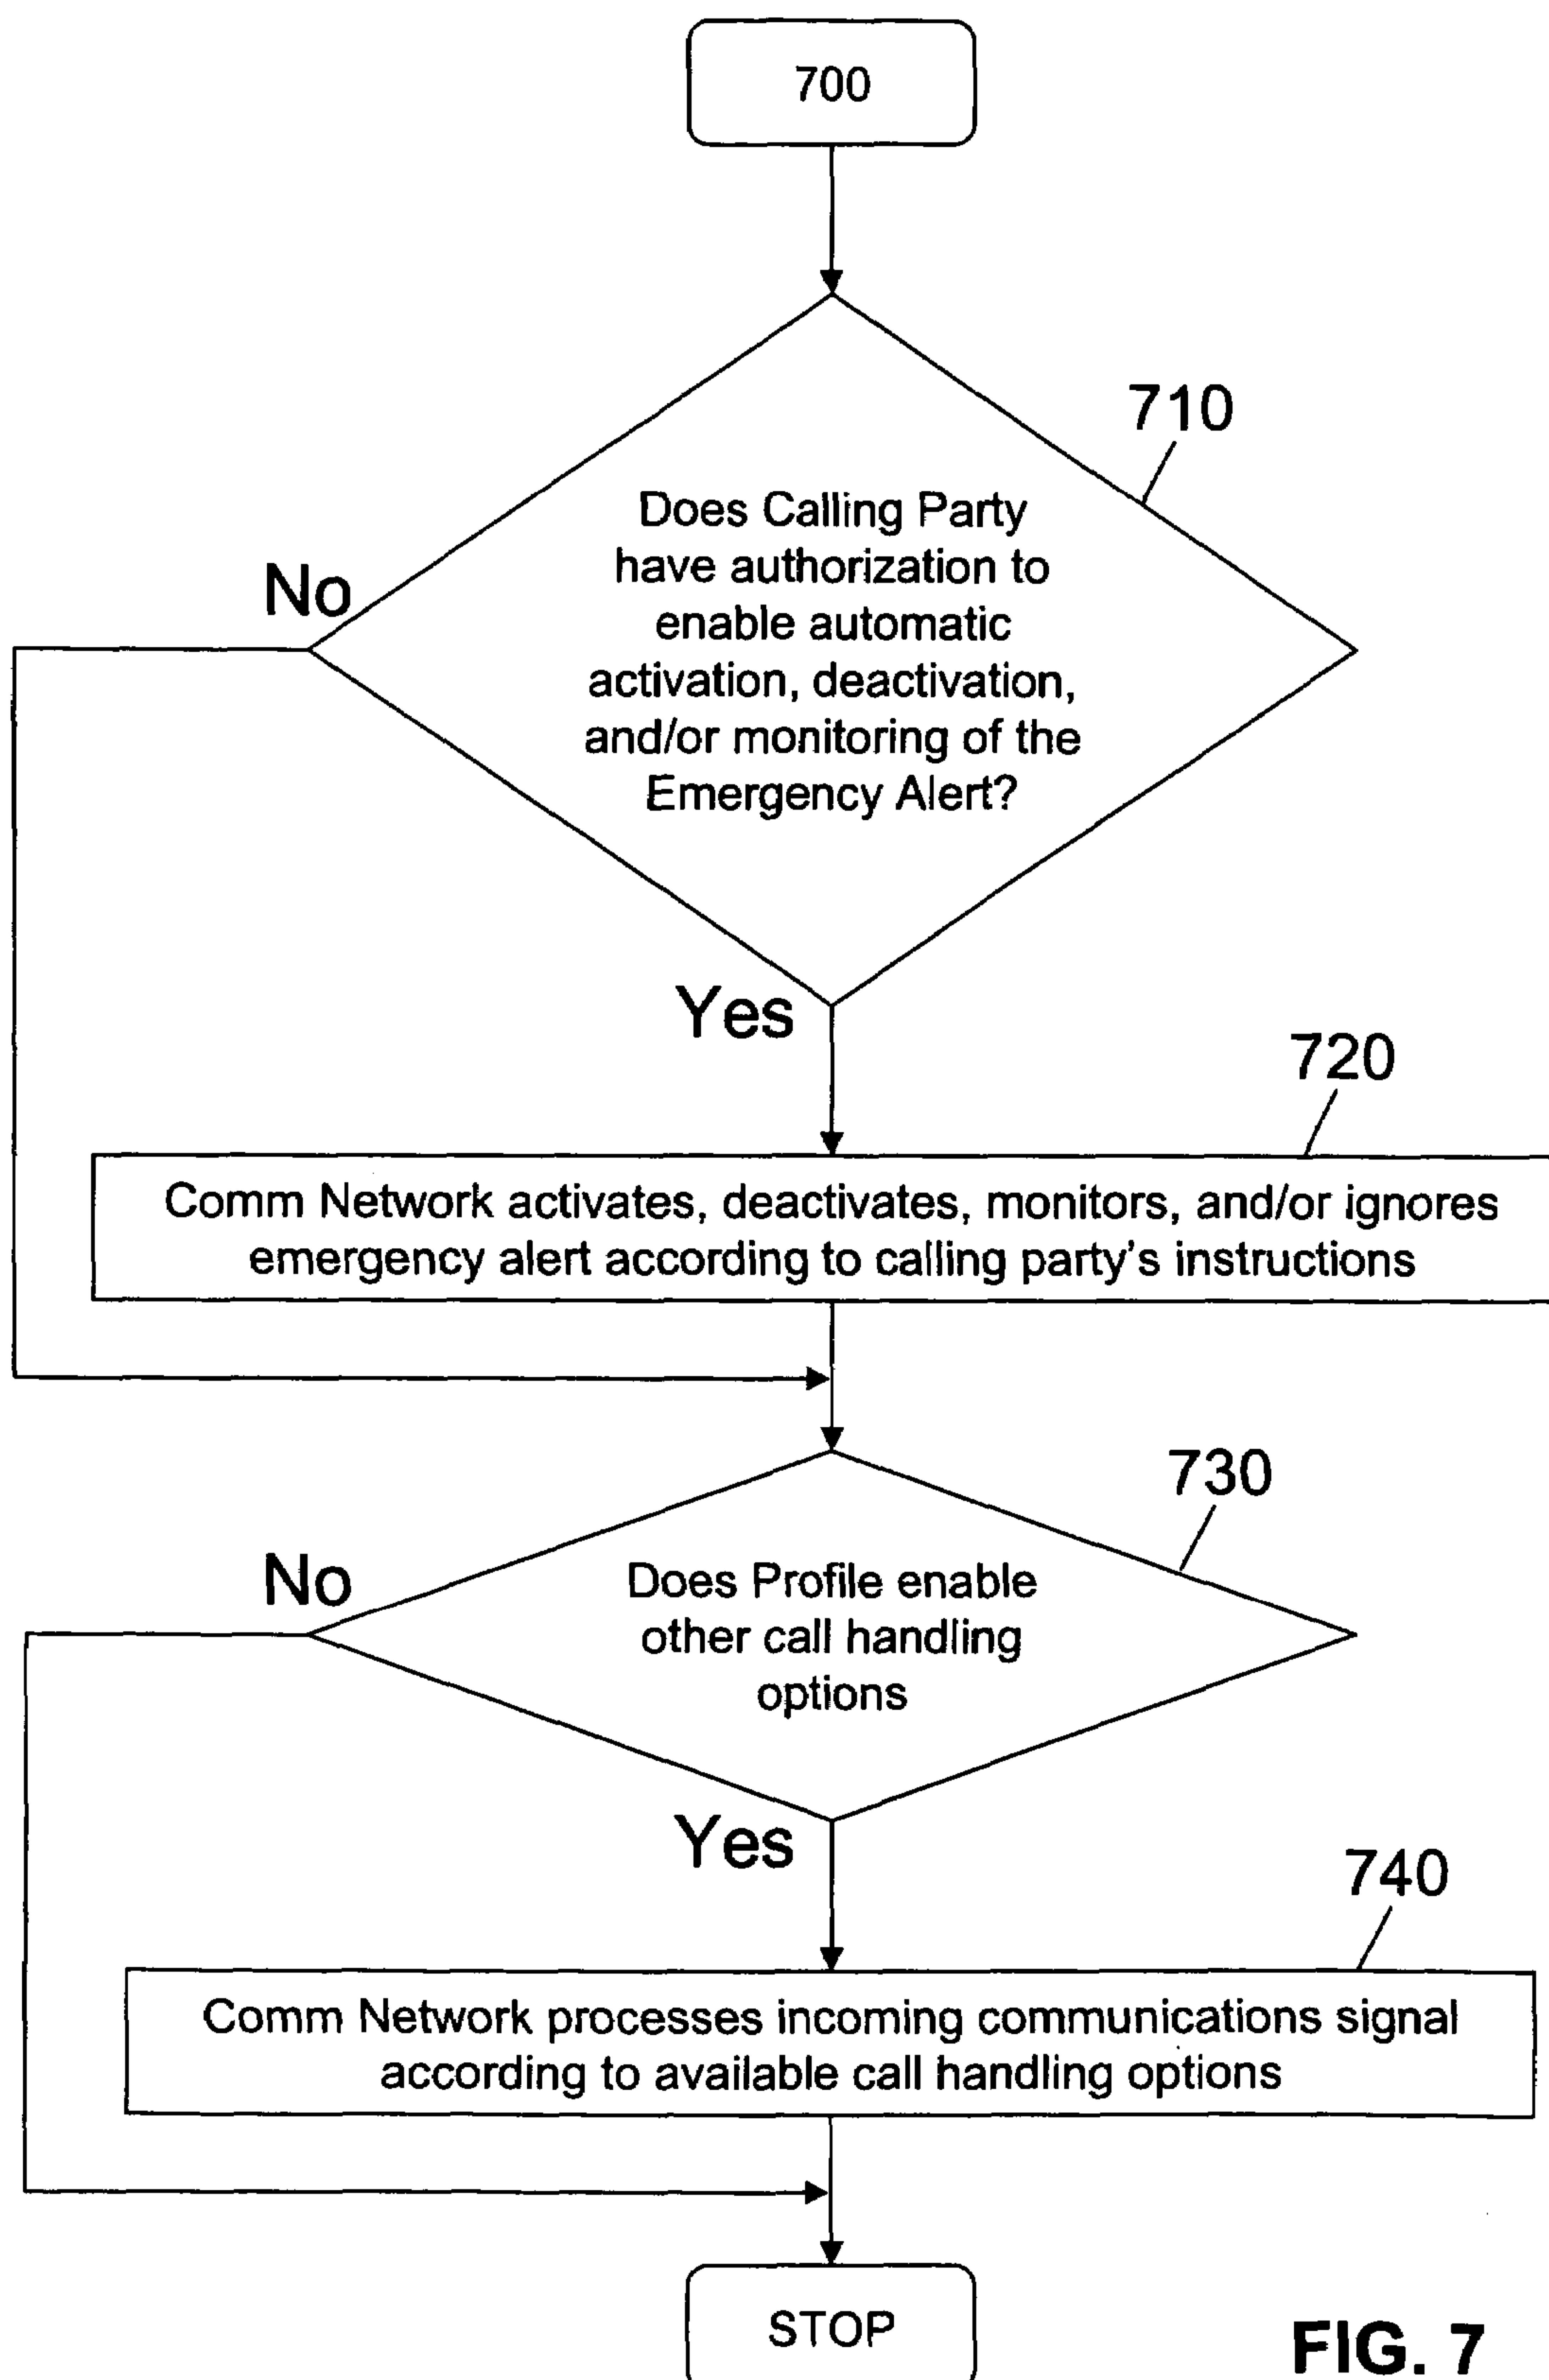 700
710
Does Calling Party
have authorization to
enable automatic
activation, deactivation,
and/or monitoring of the
Emergency Alert?
No
Yes
720
Comm Network activates, deactivates, monitors, and/or ignores
emergency alert according to calling party's instructions
730
Does Profile enable
other call handling
options
No
Yes
740
Comm Network processes incoming communications signal
according to available call handling options
STOP
FIG. 7